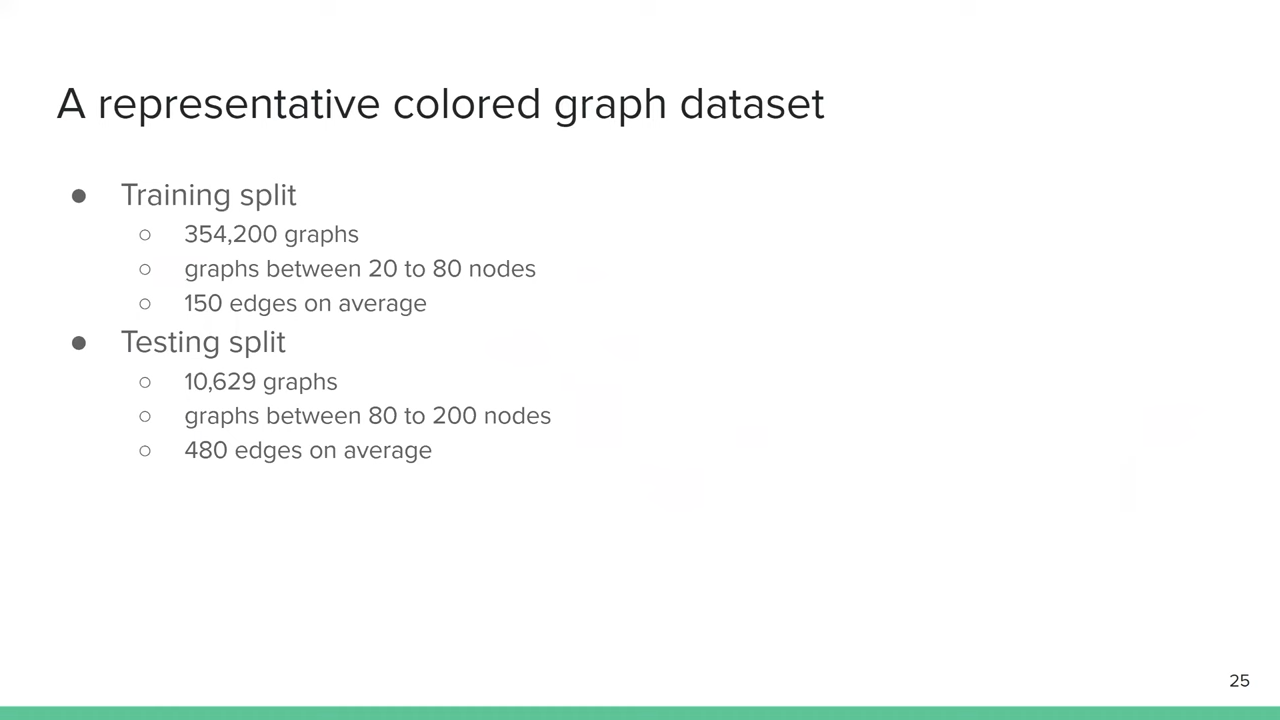 A representative colored graph dataset
● Training split
○ 354,200 graphs
○ graphs between 20 to 80 nodes
○ 150 edges on average
● Testing split
○ 10,629 graphs
○ graphs between 80 to 200 nodes
○ 480 edges on average
25